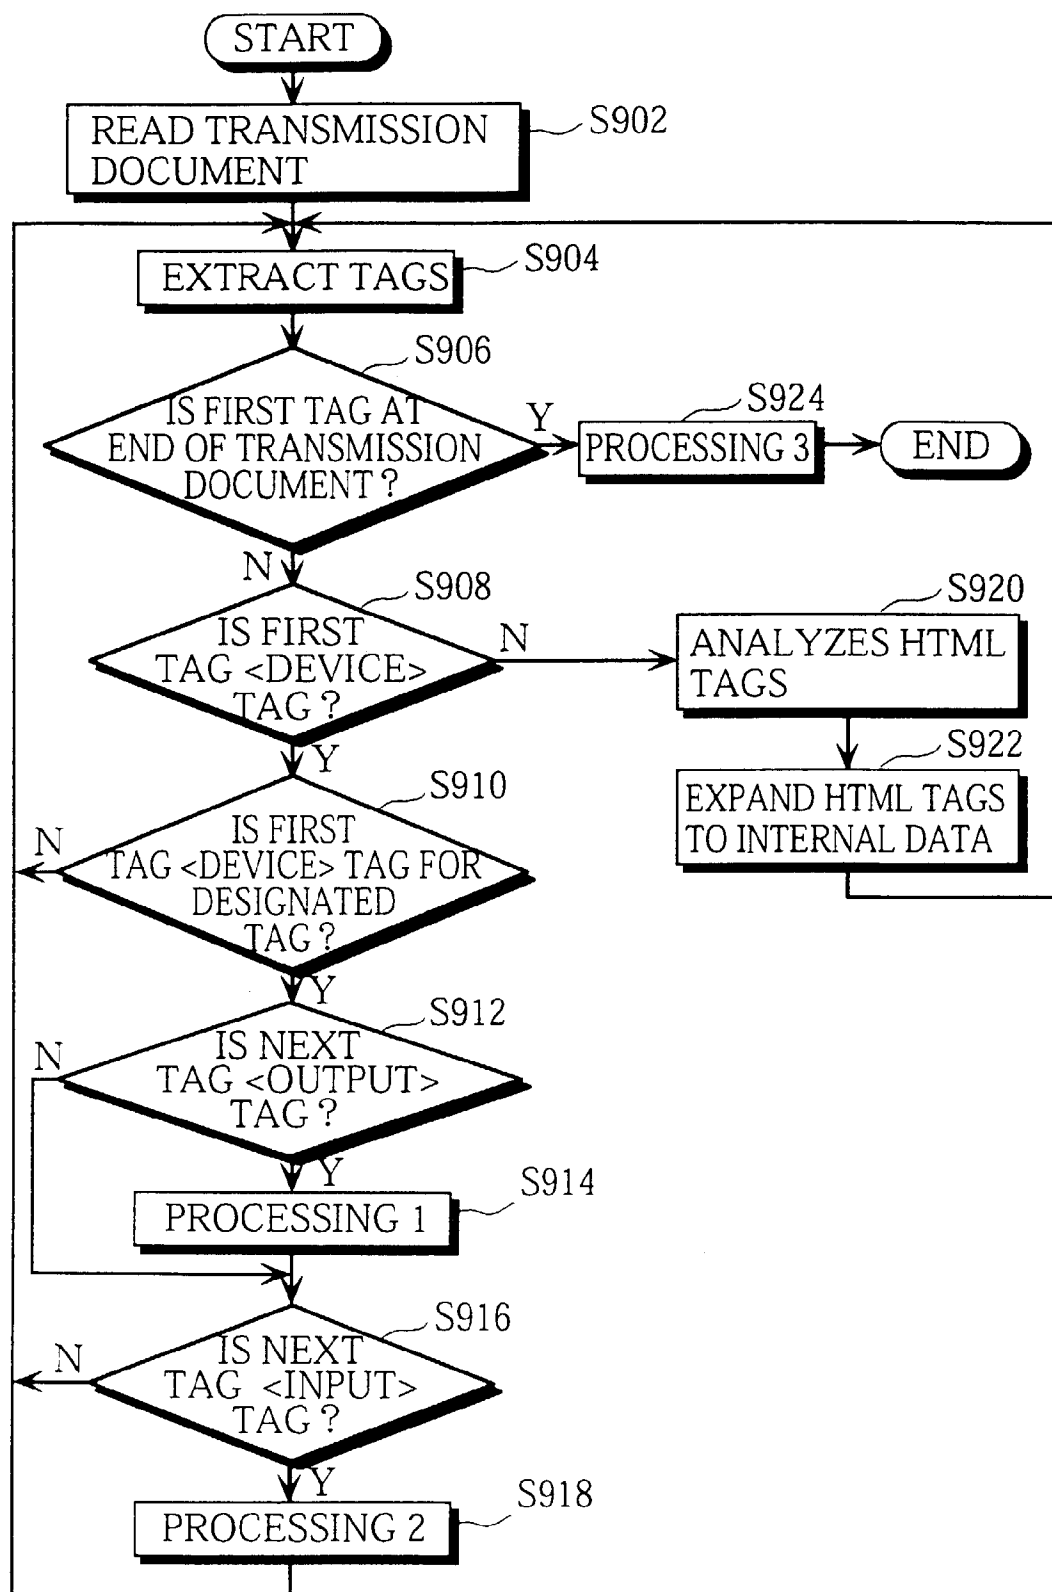 START
READ TRANSMISSION
DOCUMENT
S902
EXTRACT TAGS
S904
S906
IS FIRST TAG AT
END OF TRANSMISSION
DOCUMENT?
Y
S924
PROCESSING 3
END
N
S908
IS FIRST
TAG <DEVICE>
TAG?
N
S920
ANALYZES HTML
TAGS
Y
S922
EXPAND HTML TAGS
TO INTERNAL DATA
S910
IS FIRST
TAG <DEVICE> TAG FOR
DESIGNATED
TAG?
N
Y
S912
IS NEXT
TAG <OUTPUT>
TAG?
N
Y
S914
PROCESSING 1
S916
IS NEXT
TAG <INPUT>
TAG?
N
Y
S918
PROCESSING 2